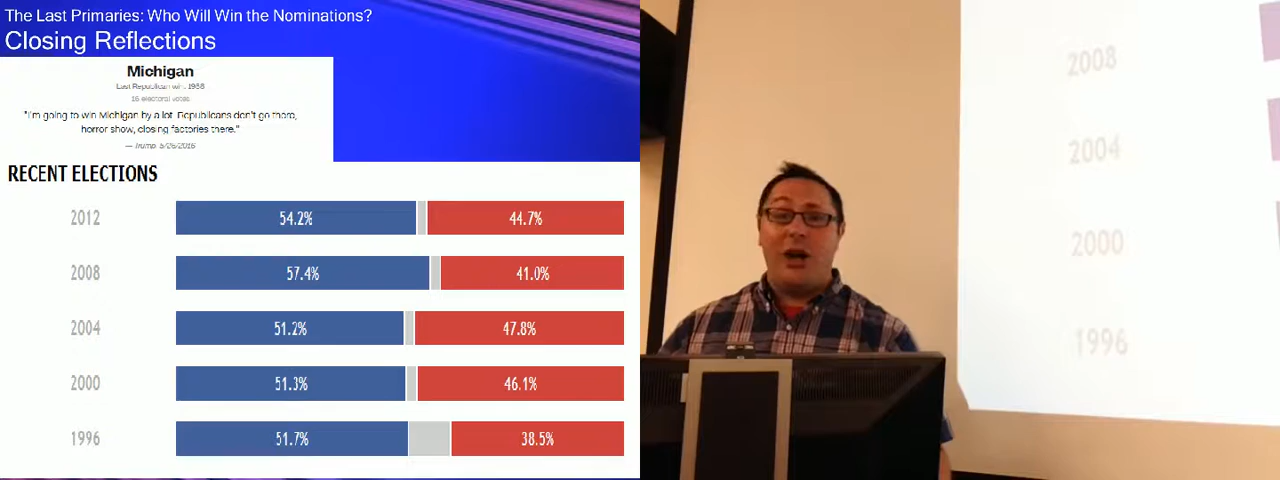 The Last Primaries: Who Will Win the Nominations?
Closing Reflections
Michigan
Last Republican win: 1988
16 electoral votes
"I'm going to win Michigan by a lot. Republicans don't go there,
horror show, closing factories there."
— Trump 5/26/2016
RECENT ELECTIONS
2012 54.2% 44.7%
2008 57.4% 41.0%
2004 51.2% 47.8%
2000 51.3% 46.1%
1996 51.7% 38.5%
2008
2004
2000
1996